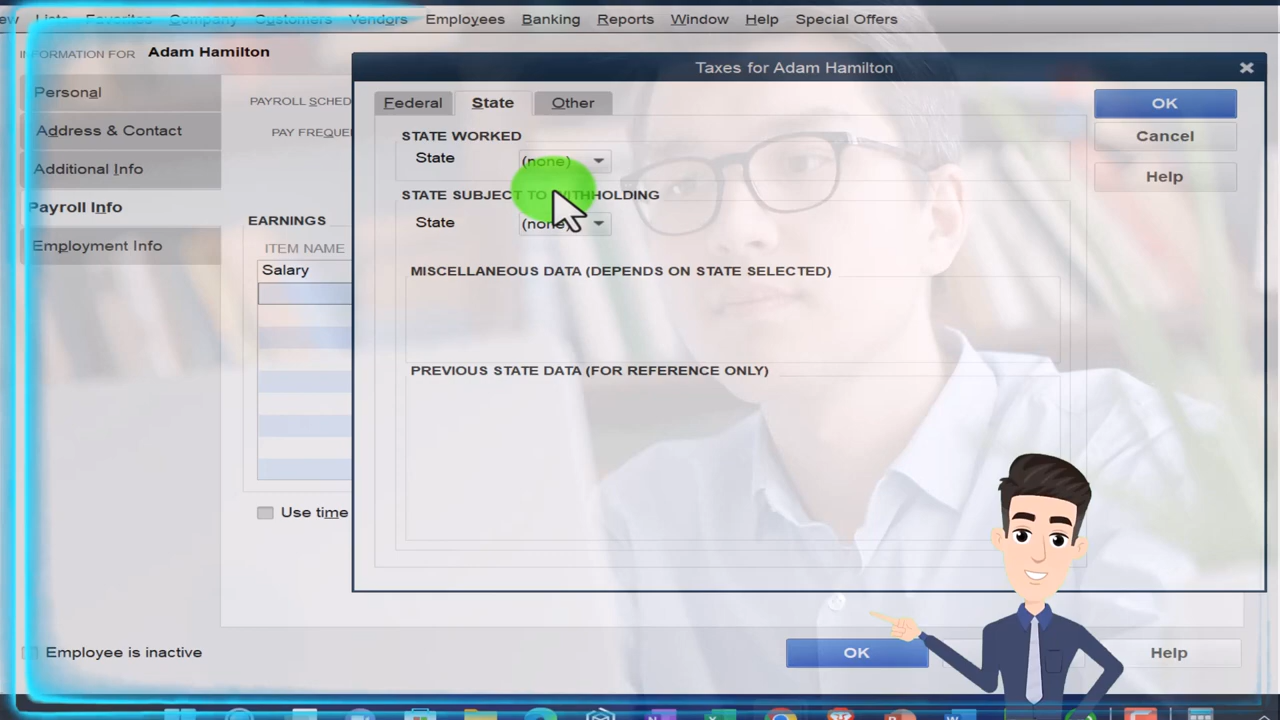 ew Lists Favorites Company Customers Vendors Employees Banking Reports Window Help Special Offers
INFORMATION FOR Adam Hamilton
Taxes for Adam Hamilton
Personal
Address & Contact
Additional Info
Payroll Info
Employment Info
PAYROLL SCHED
PAY FREQUE
EARNINGS
ITEM NAME
Salary
Use time
Federal State Other
STATE WORKED
State (none)
STATE SUBJECT TO WITHHOLDING
State (none)
MISCELLANEOUS DATA (DEPENDS ON STATE SELECTED)
PREVIOUS STATE DATA (FOR REFERENCE ONLY)
OK
Cancel
Help
Employee is inactive
OK
Help